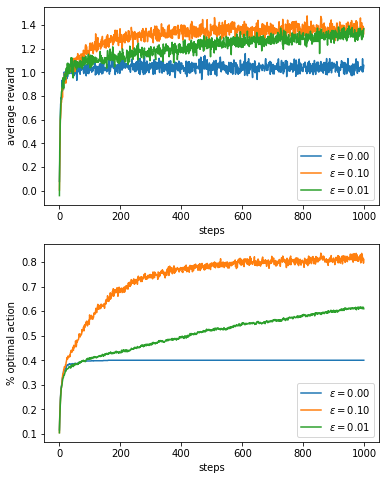 1.4
1.2
1.0
0.8
0.6
0.4
0.2
0.0
average reward
ε = 0.00
ε = 0.10
ε = 0.01
0 200 400 600 800 1000
steps
0.8
0.7
0.6
0.5
0.4
0.3
0.2
0.1
% optimal action
ε = 0.00
ε = 0.10
ε = 0.01
0 200 400 600 800 1000
steps